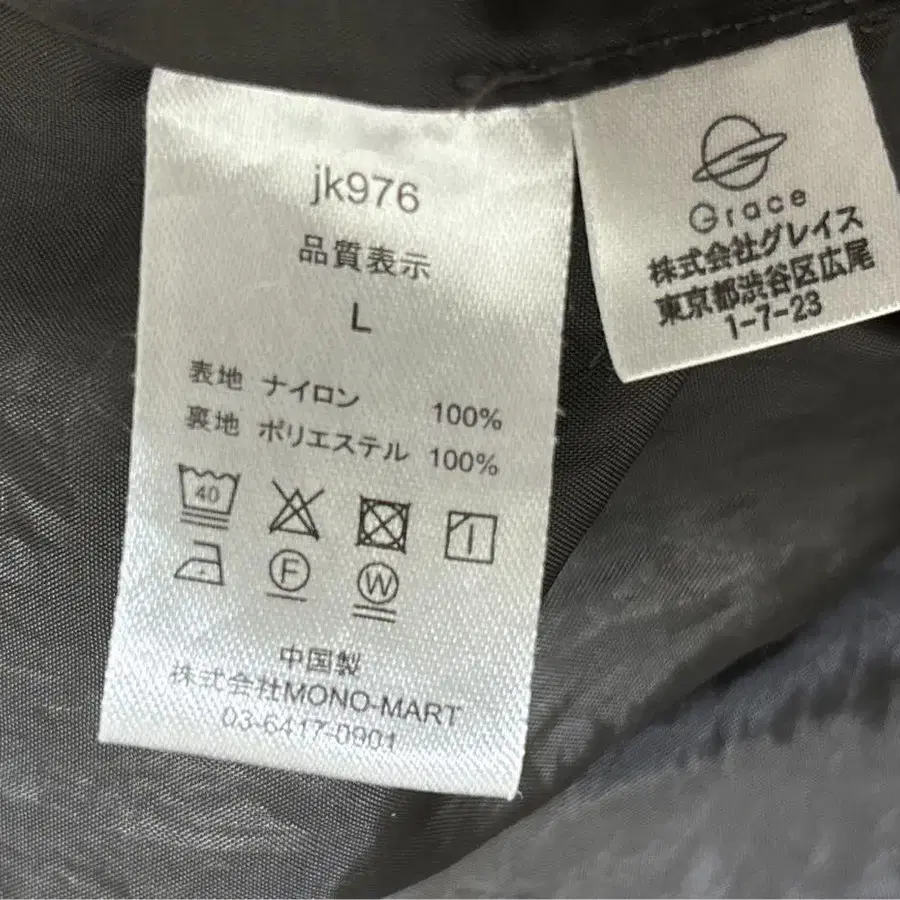 jk976
品質表示
L
表地 ナイロン 100%
裏地 ポリエステル 100%
40
F
W
中国製
株式会社MONO-MART
03-6417-0901
Grace
株式会社グレイス
東京都渋谷区広尾
1-7-23